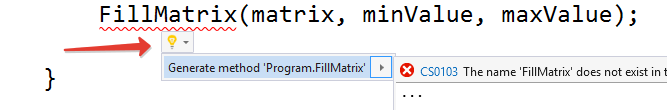 FillMatrix(matrix, minValue, maxValue);
Generate method 'Program.FillMatrix'
CS0103 The name 'FillMatrix' does not exist in t
...
}